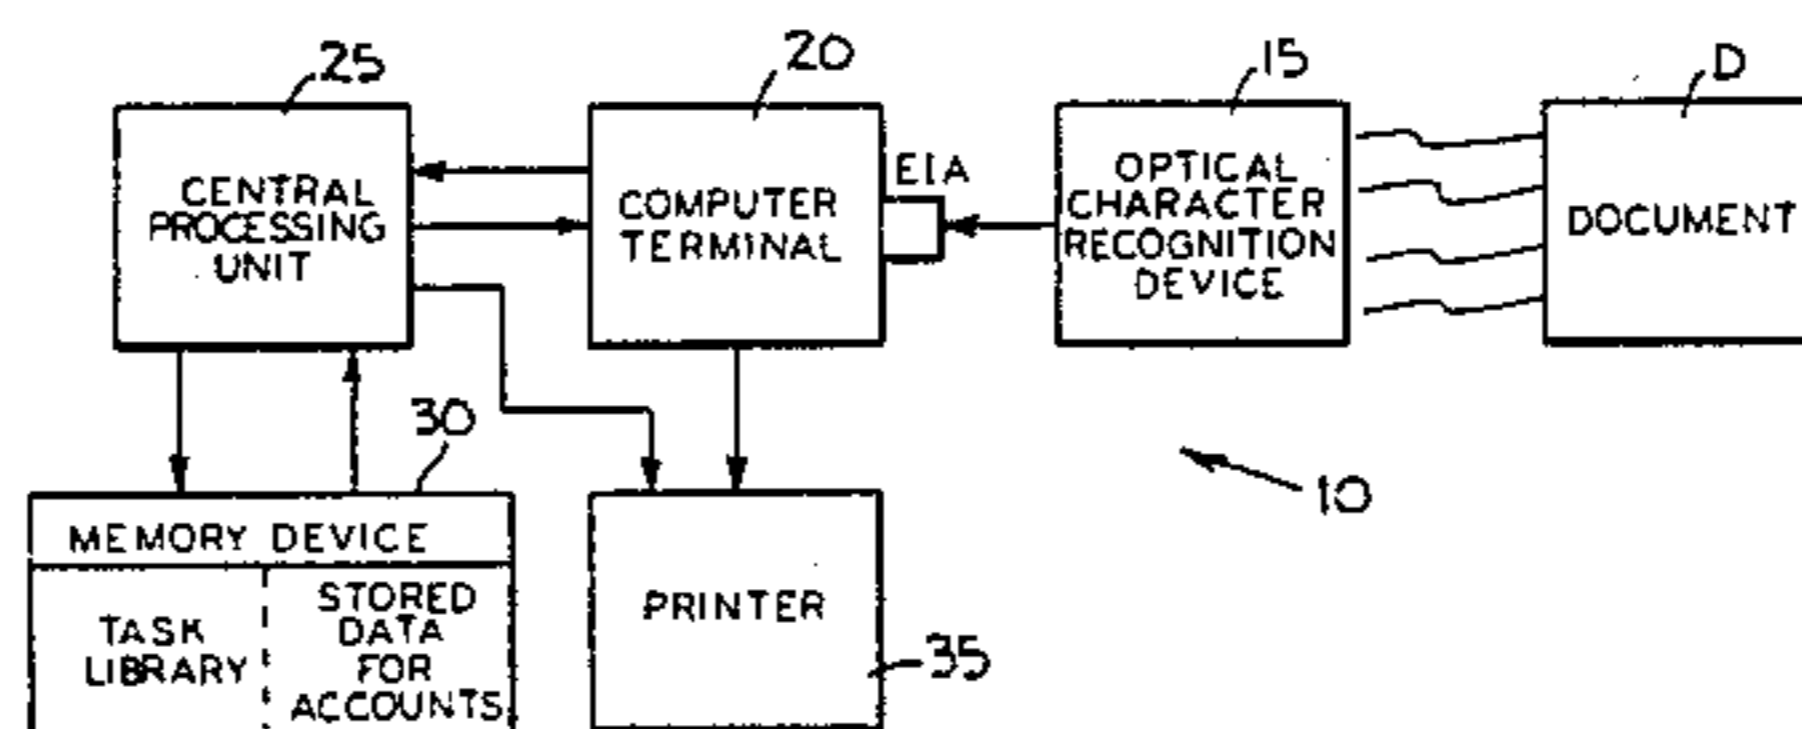 25
20
15
D
CENTRAL
PROCESSING
UNIT
COMPUTER
TERMINAL
EIA
OPTICAL
CHARACTER
RECOGNITION
DEVICE
DOCUMENT
30
10
MEMORY DEVICE
TASK
LIBRARY
STORED
DATA
FOR
ACCOUNTS
PRINTER
35